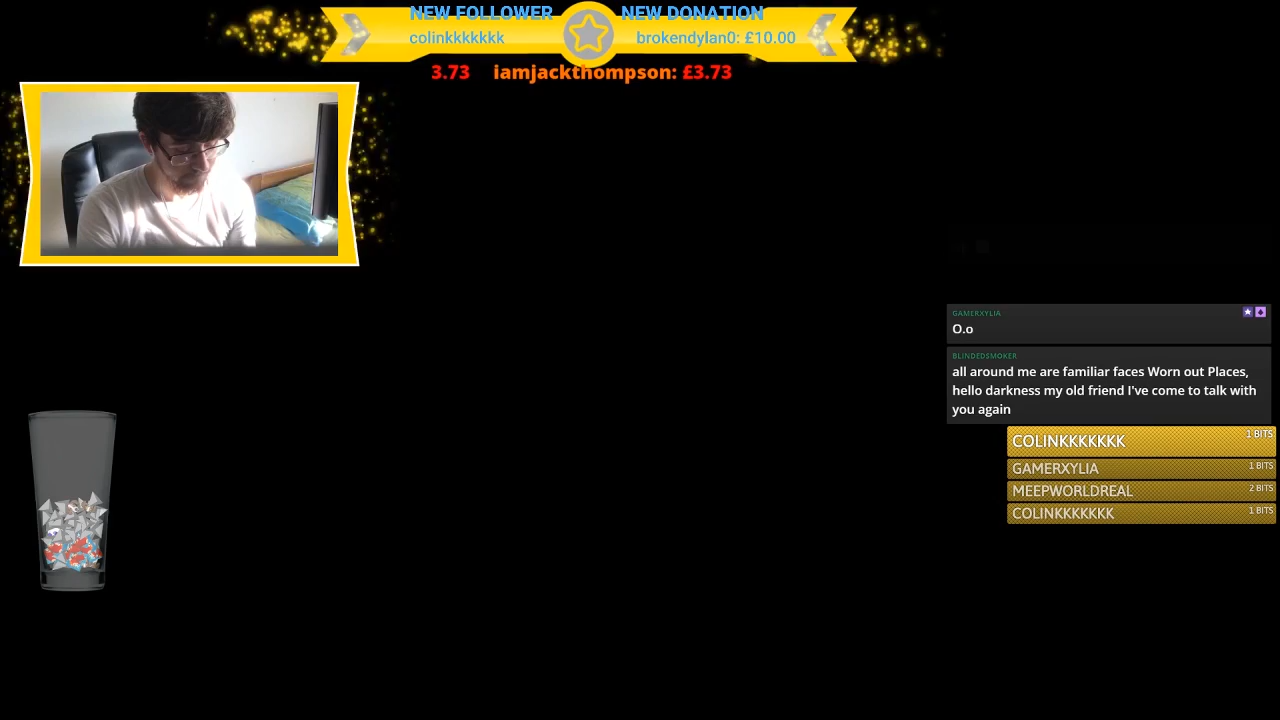 NEW FOLLOWER
NEW DONATION
colinkkkkkkk
brokendylan0: £10.00
3.73 iamjackthompson: £3.73
GAMERXYLIA
O.o
BLINDEDSMOKER
all around me are familiar faces Worn out Places,
hello darkness my old friend I've come to talk with
you again
COLINKKKKKKK 1 BITS
GAMERXYLIA 1 BITS
MEEPWORLDREAL 2 BITS
COLINKKKKKKK 1 BITS